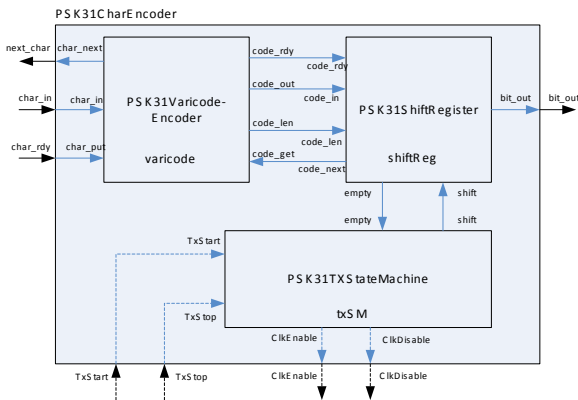 PSK31CharEncoder
next_char char_next
code_rdy
code_rdy
char_in char_in
PSK31Varicode-
Encoder
code_out
code_in
PSK31ShiftRegister
bit_out bit_out
char_rdy char_put
varicode
code_len
code_len
shiftReg
code_get
code_next
empty shift
empty shift
TxStart
PSK31TXStateMachine
TxStop
txSM
ClkEnable ClkDisable
TxStart TxStop ClkEnable ClkDisable